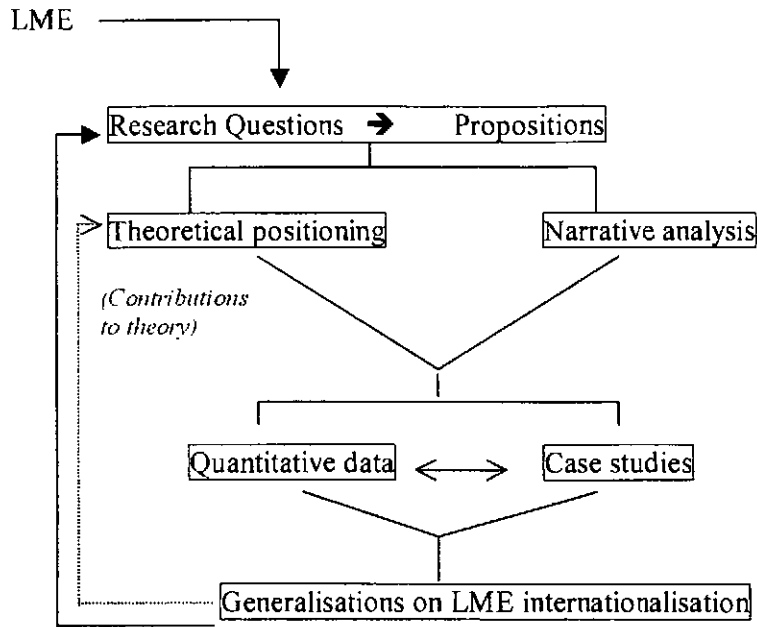 LME
Research Questions ➔ Propositions
Theoretical positioning
Narrative analysis
(Contributions
to theory)
Quantitative data
Case studies
Generalisations on LME internationalisation